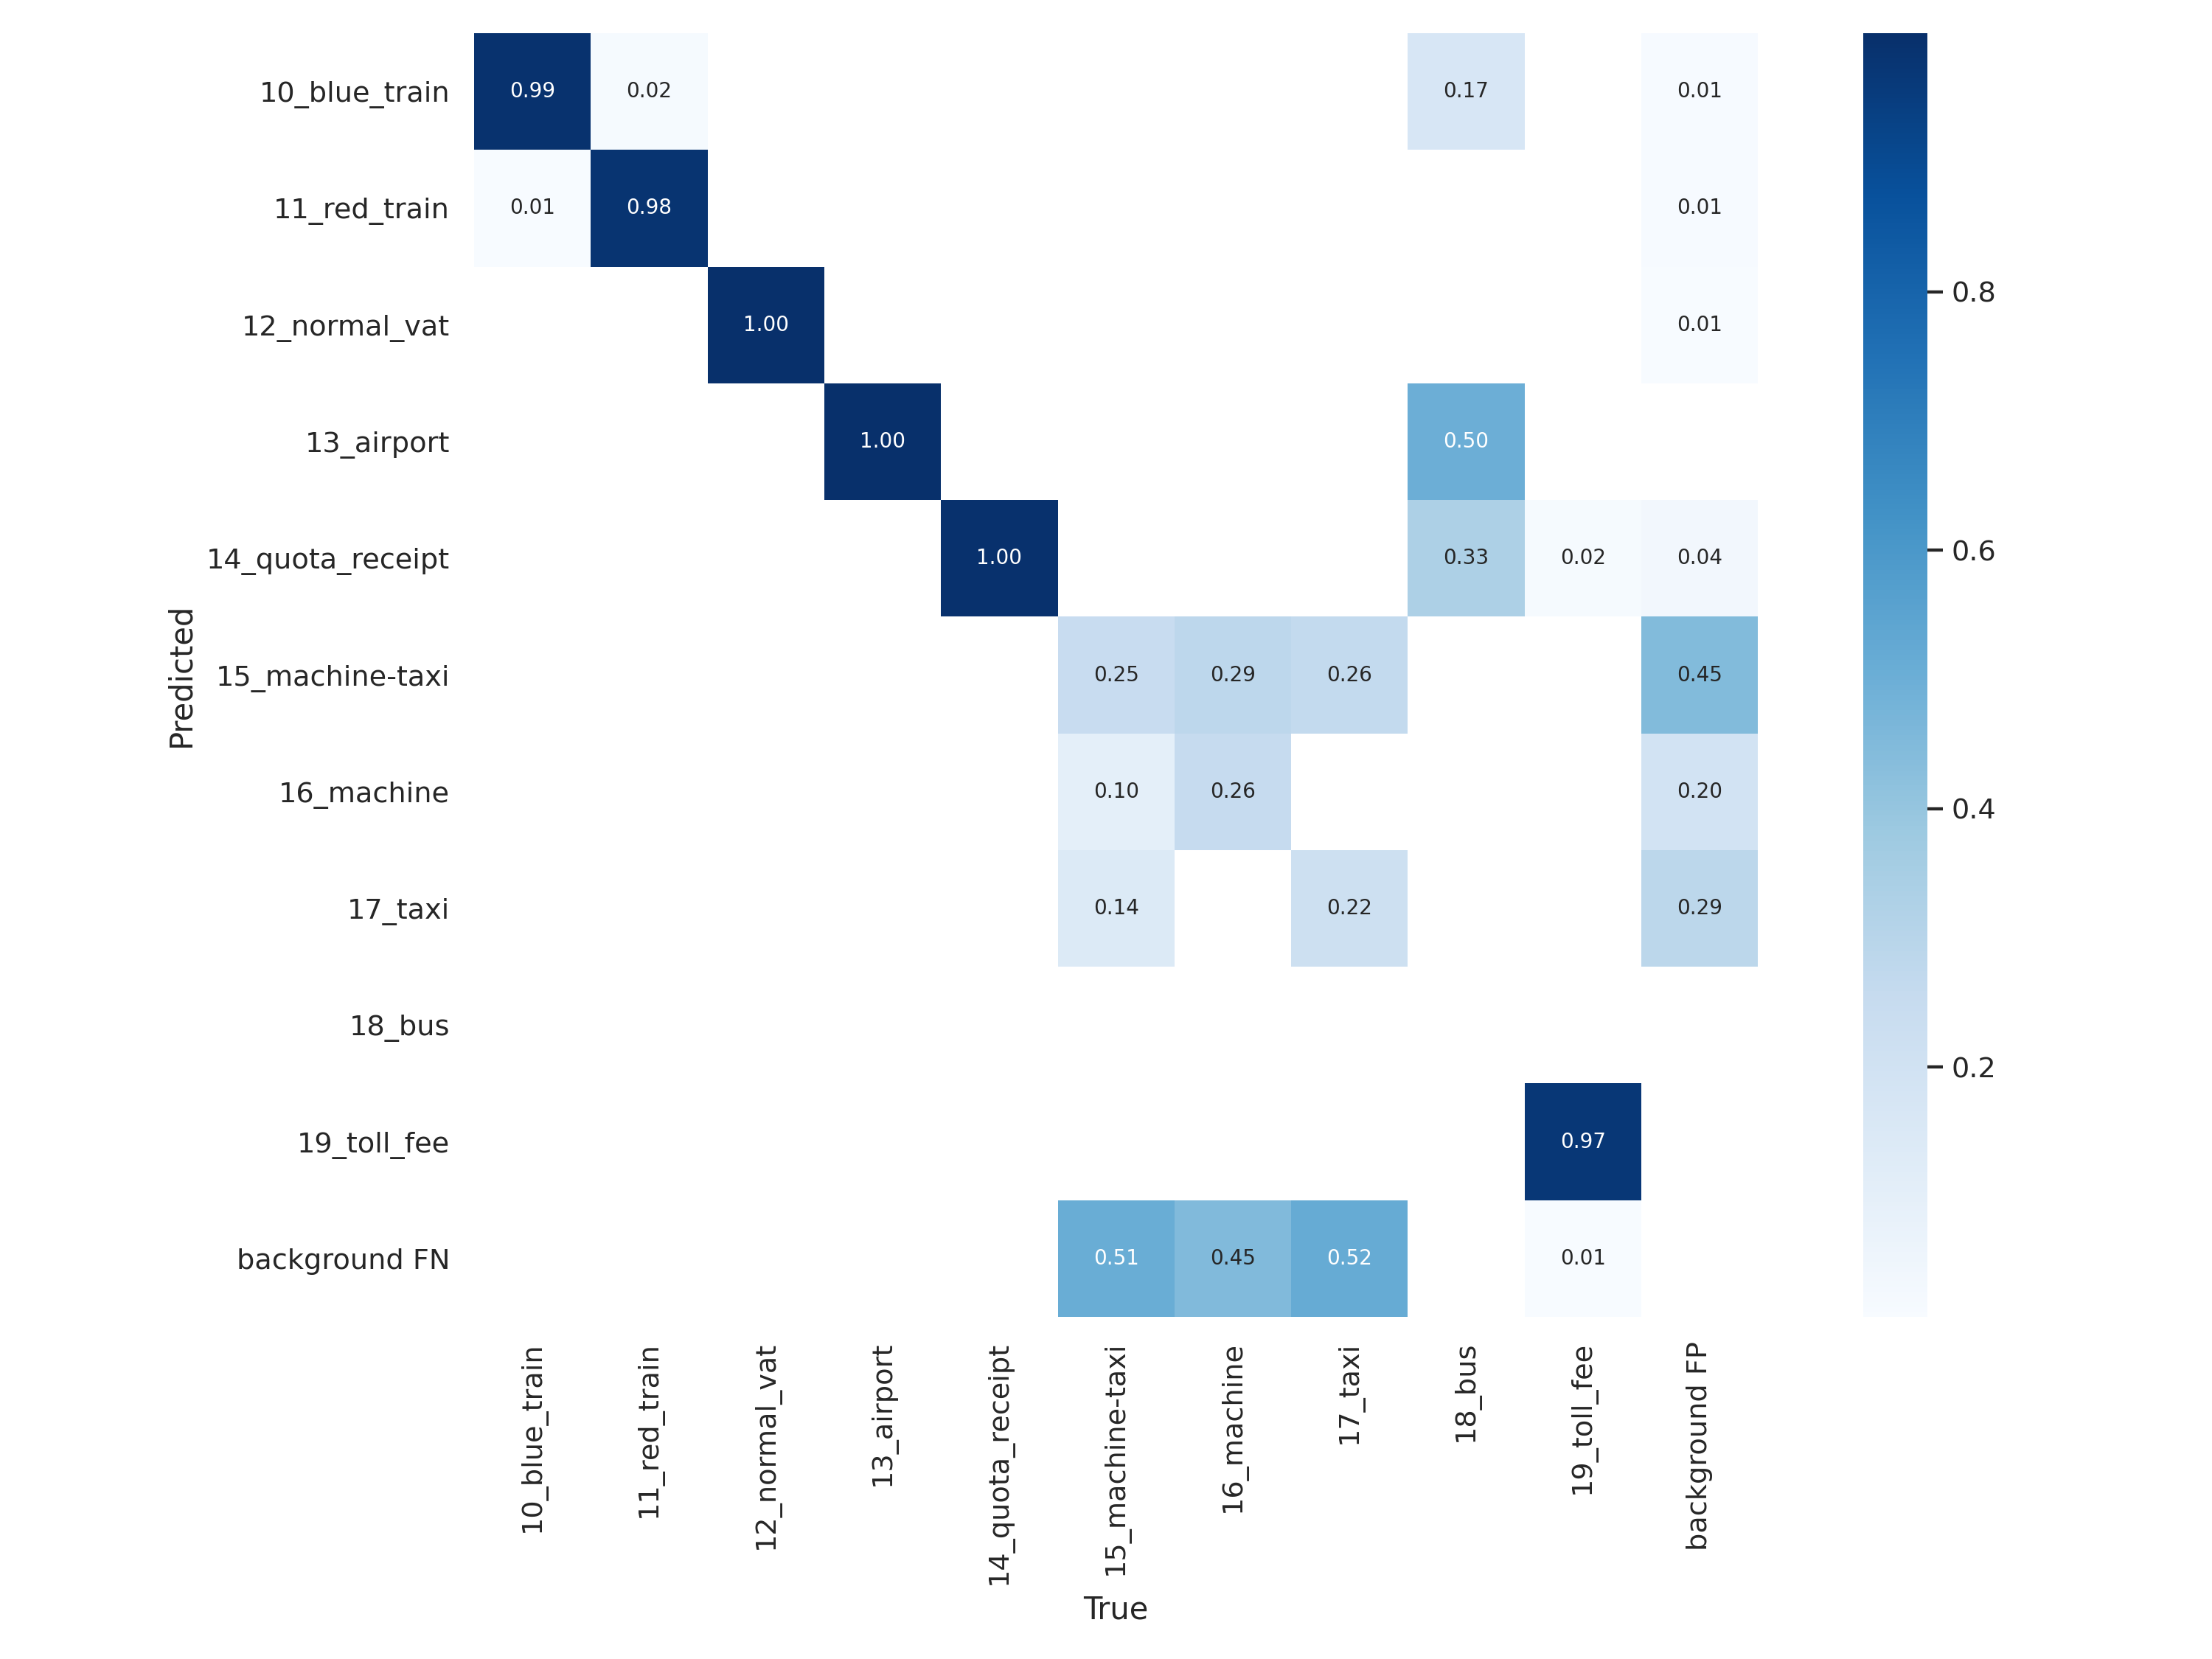 10_blue_train 0.99 0.02 0.17 0.01
11_red_train 0.01 0.98 0.01
0.8
12_normal_vat 1.00 0.01
13_airport 1.00 0.50
14_quota_receipt 1.00 0.33 0.02 0.04
0.6
Predicted
15_machine-taxi 0.25 0.29 0.26 0.45
16_machine 0.10 0.26 0.20
0.4
17_taxi 0.14 0.22 0.29
18_bus
0.2
19_toll_fee 0.97
background FN 0.51 0.45 0.52 0.01
10_blue_train
11_red_train
12_normal_vat
13_airport
14_quota_receipt
15_machine-taxi
16_machine
17_taxi
18_bus
19_toll_fee
background FP
True